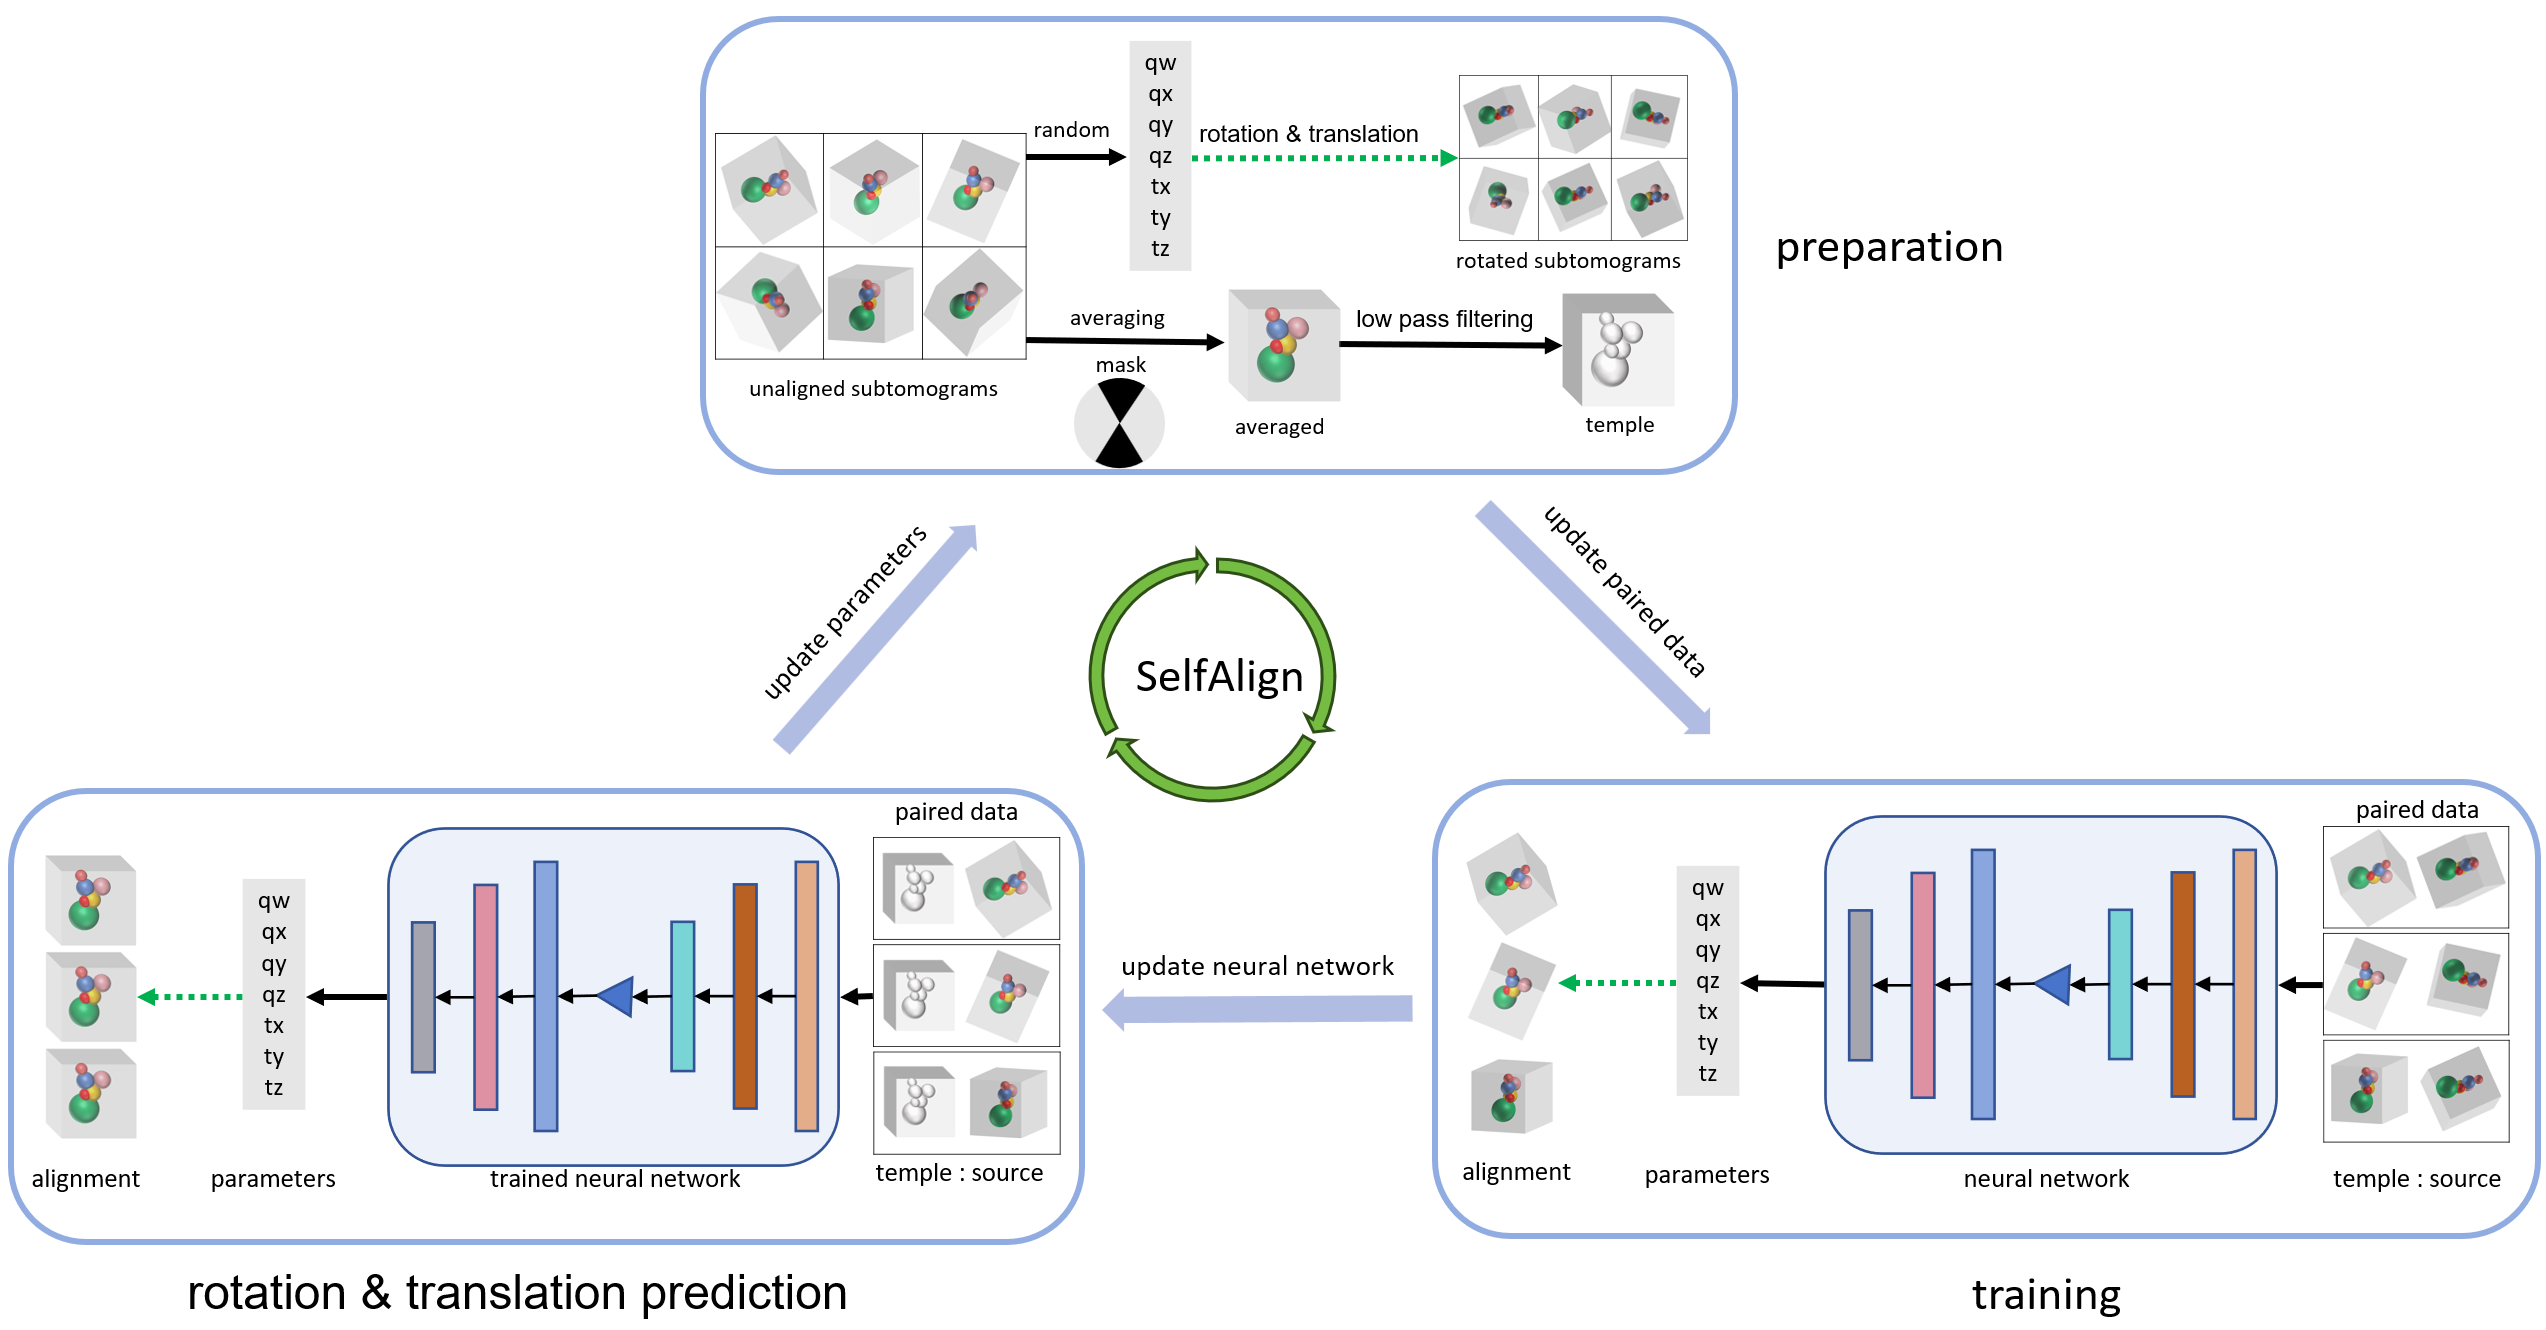 qw
qx
qy
qz
tx
ty
tz
random
rotation & translation
rotated subtomograms
unaligned subtomograms
averaging
mask
averaged
low pass filtering
temple
preparation
update parameters
SelfAlign
update paired data
paired data
temple : source
trained neural network
qw
qx
qy
qz
tx
ty
tz
parameters
alignment
rotation & translation prediction
update neural network
paired data
temple : source
neural network
qw
qx
qy
qz
tx
ty
tz
parameters
alignment
training